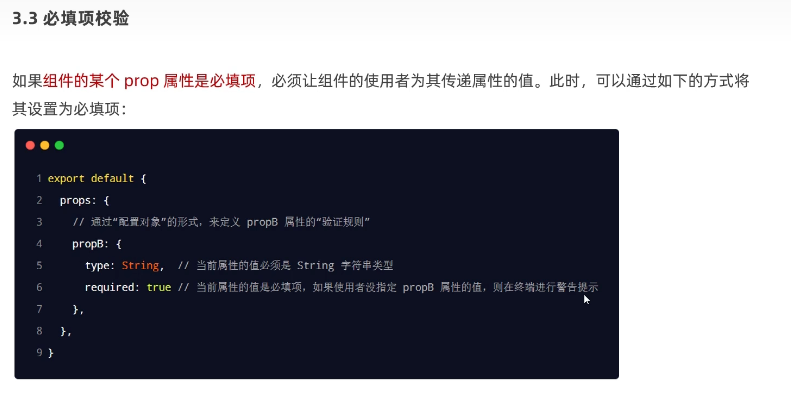 3.3 必填项校验
如果组件的某个 prop 属性是必填项，必须让组件的使用者为其传递属性的值。此时，可以通过如下的方式将
其设置为必填项：
1 export default {
2 props: {
3 // 通过“配置对象”的形式，来定义 propB 属性的“验证规则”
4 propB: {
5 type: String, // 当前属性的值必须是 String 字符串类型
6 required: true // 当前属性的值是必填项，如果使用者没指定 propB 属性的值，则在终端进行警告提示
7 },
8 },
9 }